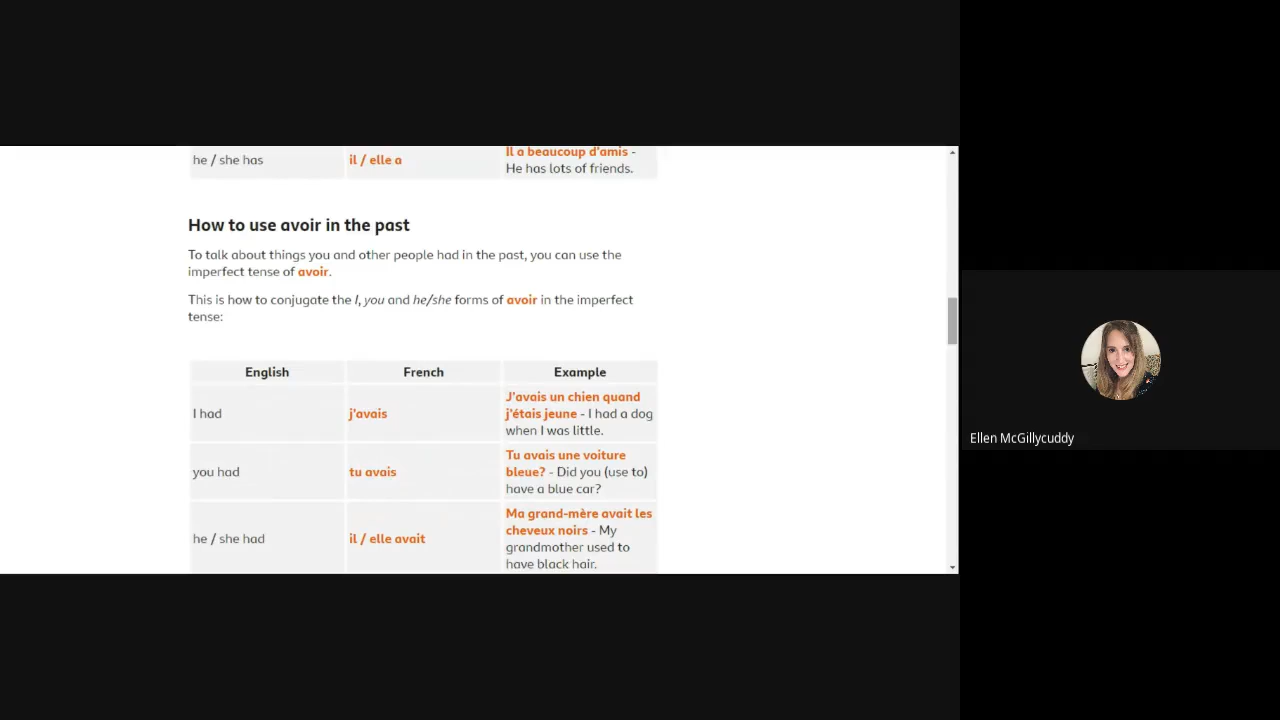 he / she has
il / elle a
Il a beaucoup d'amis -
He has lots of friends.
How to use avoir in the past
To talk about things you and other people had in the past, you can use the
imperfect tense of avoir.
This is how to conjugate the I, you and he/she forms of avoir in the imperfect
tense:
English
French
Example
I had
j'avais
J'avais un chien quand
j'étais jeune - I had a dog
when I was little.
you had
tu avais
Tu avais une voiture
bleue? - Did you (use to)
have a blue car?
he / she had
il / elle avait
Ma grand-mère avait les
cheveux noirs - My
grandmother used to
have black hair.
Ellen McGillycuddy